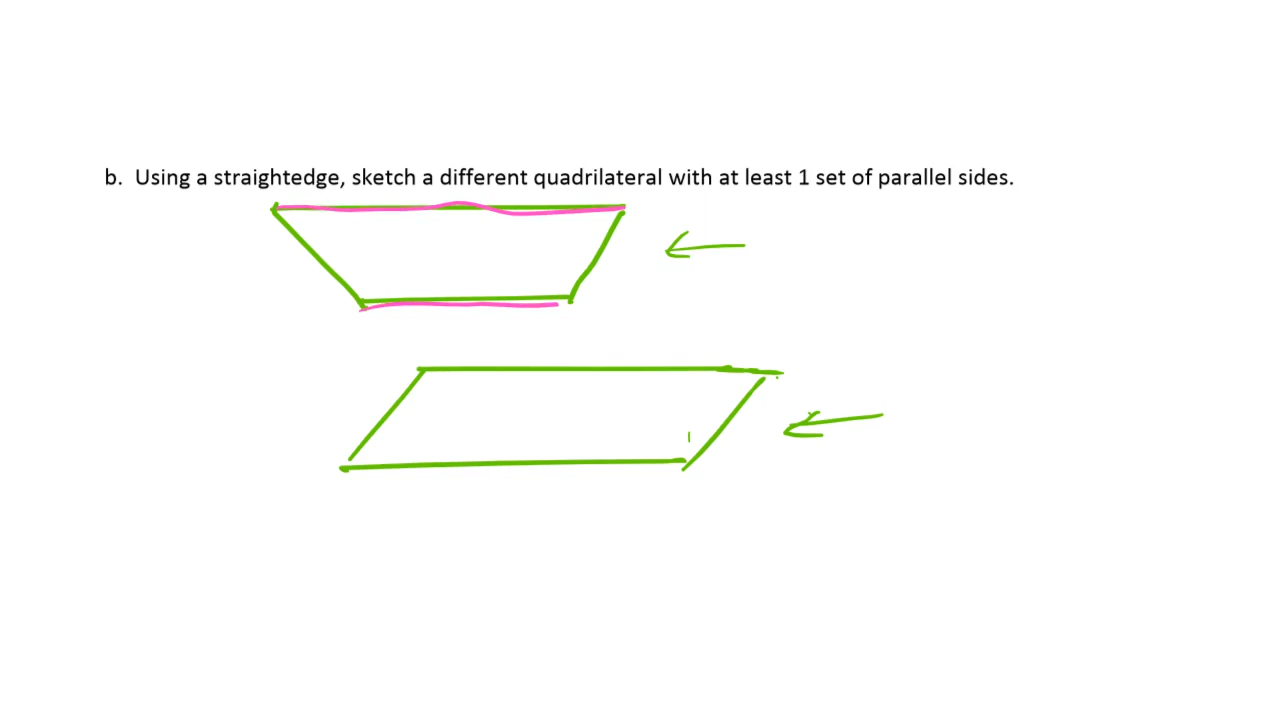 b. Using a straightedge, sketch a different quadrilateral with at least 1 set of parallel sides.